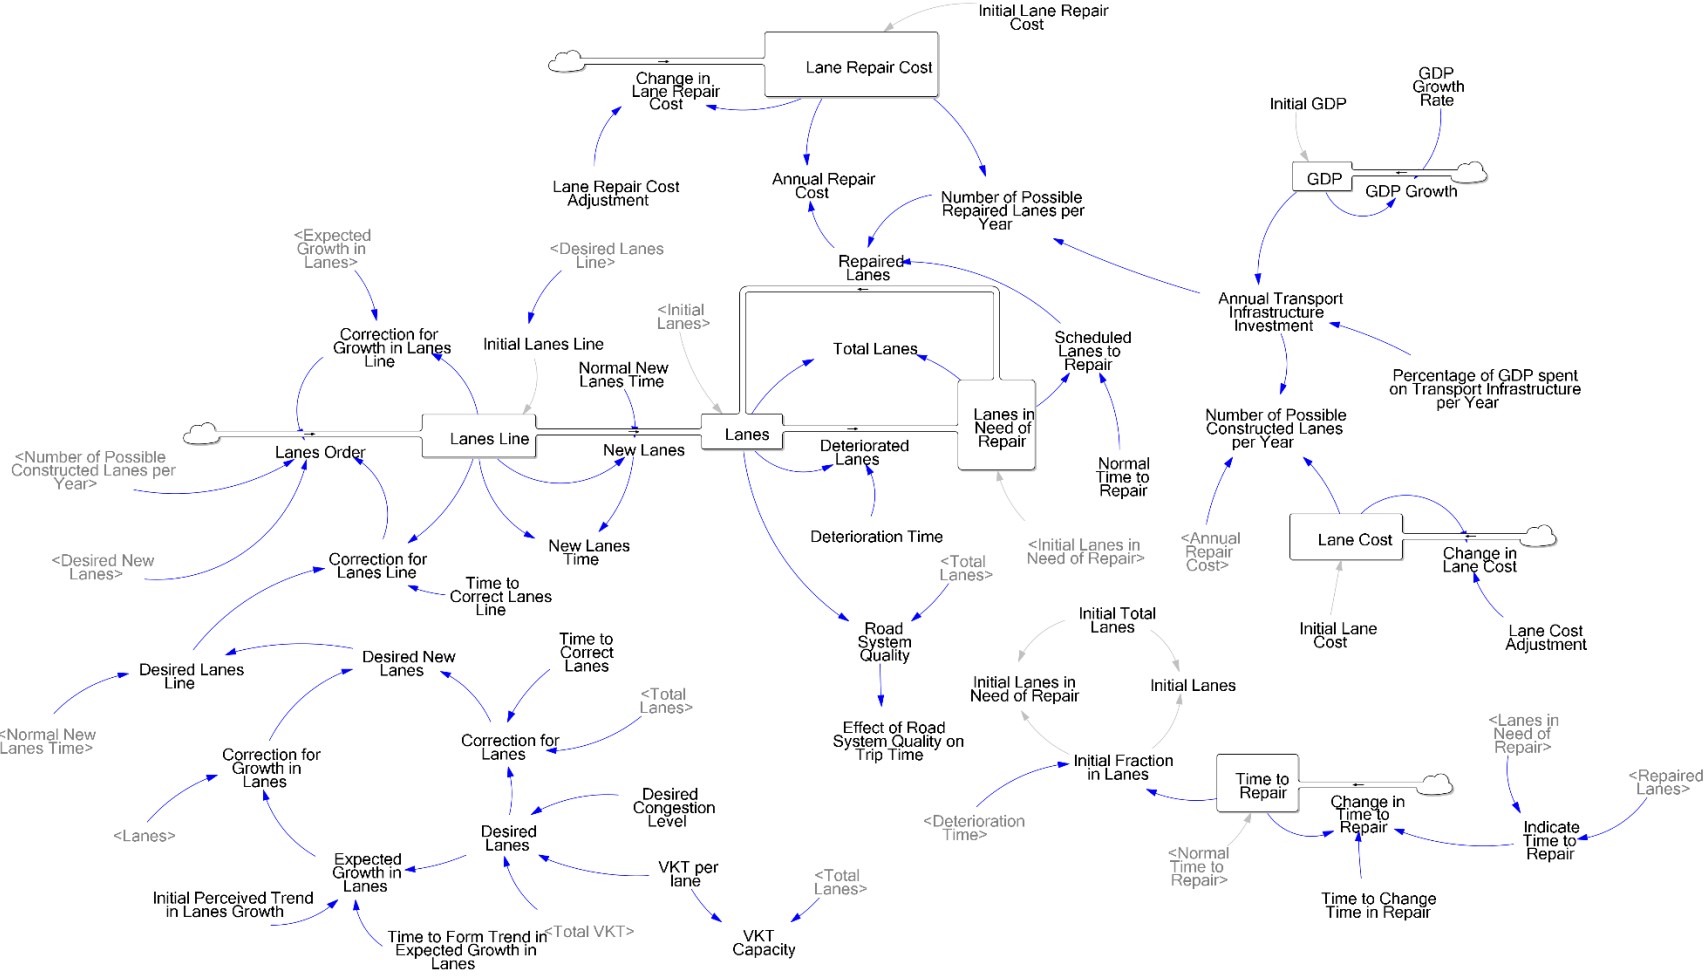 Initial Lane Repair
Cost
Lane Repair Cost
Change in
Lane Repair
Cost
GDP
Growth
Rate
Initial GDP
Lane Repair Cost
Adjustment
Annual Repair
Cost
Number of Possible
Repaired Lanes per
Year
GDP
GDP Growth
<Expected
Growth in
Lanes>
<Desired Lanes
Line>
Repaired
Lanes
<Initial
Lanes>
Annual Transport
Infrastructure
Investment
Correction for
Growth in Lanes
Line
Initial Lanes Line
Normal New
Lanes Time
Total Lanes
Scheduled
Lanes to
Repair
Percentage of GDP spent
on Transport Infrastructure
per Year
Lanes Line
Lanes
Lanes in
Need of
Repair
Number of Possible
Constructed Lanes
per Year
Lanes Order
New Lanes
Deteriorated
Lanes
<Number of Possible
Constructed Lanes per
Year>
Normal
Time to
Repair
<Desired New
Lanes>
Correction for
Lanes Line
New Lanes
Time
Deterioration Time
<Initial Lanes in
Need of Repair>
<Annual
Repair
Cost>
Lane Cost
Change in
Lane Cost
Time to
Correct Lanes
Line
<Total
Lanes>
Initial Total
Lanes
Initial Lane
Cost
Lane Cost
Adjustment
Desired Lanes
Line
Desired New
Lanes
Time to
Correct
Lanes
Road
System
Quality
Initial Lanes in
Need of Repair
Initial Lanes
<Total
Lanes>
<Normal New
Lanes Time>
Correction for
Growth in
Lanes
Correction for
Lanes
Effect of Road
System Quality on
Trip Time
Initial Fraction
in Lanes
Time to
Repair
<Lanes in
Need of
Repair>
<Repaired
Lanes>
Change in
Time to
Repair
<Lanes>
Desired
Congestion
Level
<Deterioration
Time>
Desired
Lanes
Indicate
Time to
Repair
Expected
Growth in
Lanes
VKT per
lane
<Total
Lanes>
<Normal
Time to
Repair>
Initial Perceived Trend
in Lanes Growth
Time to Change
Time in Repair
Time to Form Trend in
Expected Growth in
Lanes
<Total VKT>
VKT
Capacity